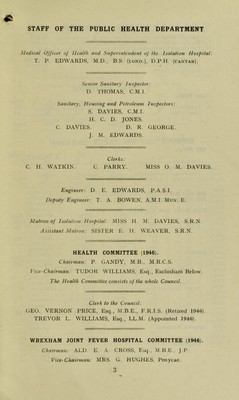 STAFF OF THE PUBLIC HEALTH DEPARTMENT
Medical Officer of Health and Superintendent of the Isolation Hospital:
T. P. EDWARDS, M.D., B.S. (LOND.), D.P.H. (CANTAB).
Senior Sanitary Inspector:
D. THOMAS, C.M.I.
Sanitary, Housing and Petroleum Inspectors:
S. DAVIES, C.M.I.
H. C. D. JONES.
C. DAVIES. D. R. GEORGE.
J. M. EDWARDS.
Clerks:
C. H. WATKIN. C. PARRY. MISS O. M. DAVIES.
Engineer: D. E. EDWARDS, P.A.S.I.
Deputy Engineer: T. A. BOWEN, A.M.I. Mun. E.
Matron of Isolation Hospital: MISS H. M. DAVIES, S.R.N.
Assistant Matron: SISTER E. H. WEAVER, S.R.N.
HEALTH COMMITTEE (1946).
Chairman: P. GANDY, M.B., M.R.C.S.
Vice-Chairman: TUDOR WILLIAMS, Esq., Esclusham Below.
The Health Committee consists of the whole Council.
Clerk to the Council:
GEO. VERNON PRICE, Esq., M.B.E., F.R.I.S. (Retired 1946).
TREVOR L. WILLIAMS, Esq., LL.M. (Appointed 1946).
WREXHAM JOINT FEVER HOSPITAL COMMITTEE (1946).
Chairman: ALD. E. A. CROSS, Esq., M.B.E., J.P.
Vice-Chairman: MRS. G. HUGHES, Penycae.
3